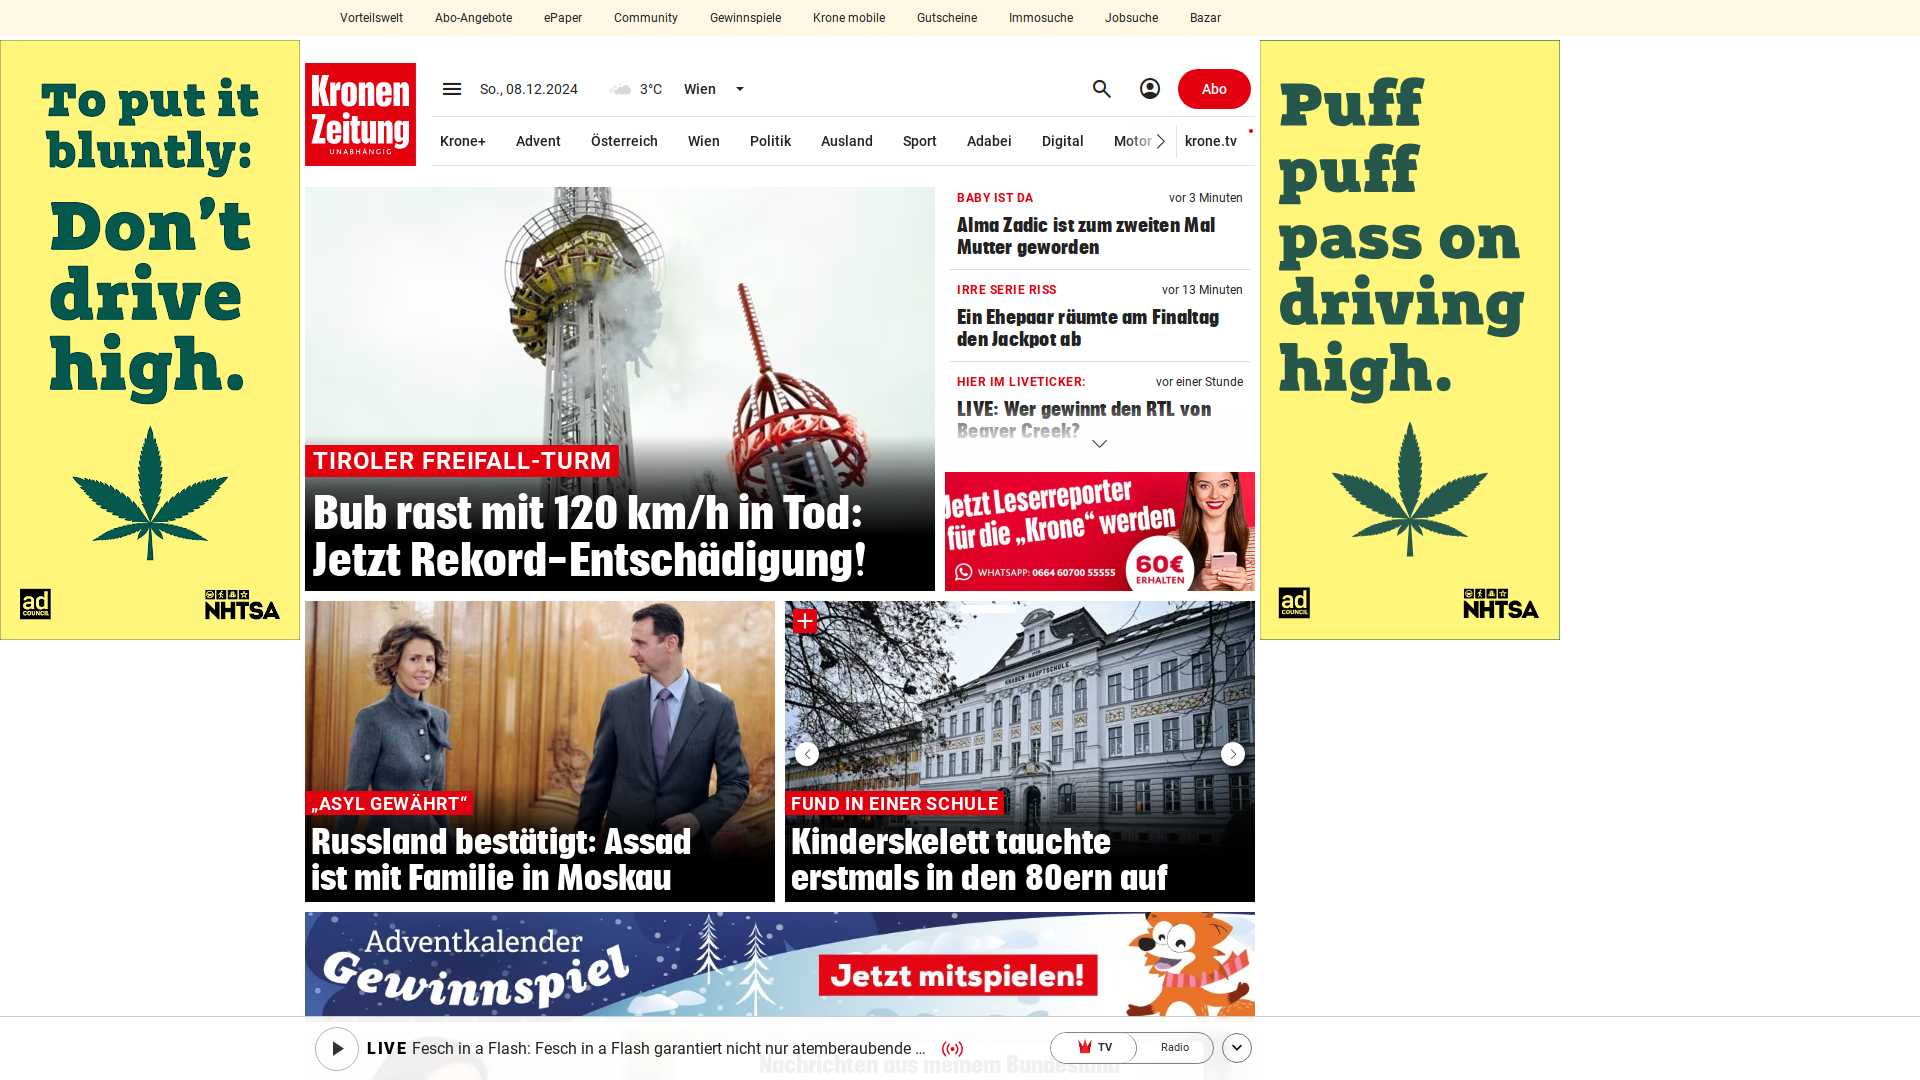 Vorteilswelt Abo-Angebote ePaper Community Gewinnspiele Krone mobile Gutscheine Immosuche Jobsuche Bazar
To put it
bluntly:
Don't
drive
high.
ad
COUNCIL
NHTSA
Kronen
Zeitung
UNABHÄNGIG
So., 08.12.2024
3°C
Wien
Abo
Krone+ Advent Österreich Wien Politik Ausland Sport Adabei Digital Motor krone.tv
TIROLER FREIFALL-TURM
Bub rast mit 120 km/h in Tod:
Jetzt Rekord-Entschädigung!
BABY IST DA vor 3 Minuten
Alma Zadic ist zum zweiten Mal
Mutter geworden
IRRE SERIE RISS vor 13 Minuten
Ein Ehepaar räumte am Finaltag
den Jackpot ab
HIER IM LIVETICKER: vor einer Stunde
LIVE: Wer gewinnt den RTL von
Beaver Creek?
Jetzt Leserreporter
für die „Krone“ werden
WHATSAPP: 0664 60700 55555
60€
ERHALTEN
„ASYL GEWÄHRT“
Russland bestätigt: Assad
ist mit Familie in Moskau
KNABEN-HAUPTSCHULE
FUND IN EINER SCHULE
Kinderskelett tauchte
erstmals in den 80ern auf
Adventkalender
Gewinnspiel
Jetzt mitspielen!
LIVE Fesch in a Flash: Fesch in a Flash garantiert nicht nur atemberaubende ...
TV
Radio
Nachrichten aus meinem Bundesland
Puff
puff
pass on
driving
high.
ad
COUNCIL
NHTSA